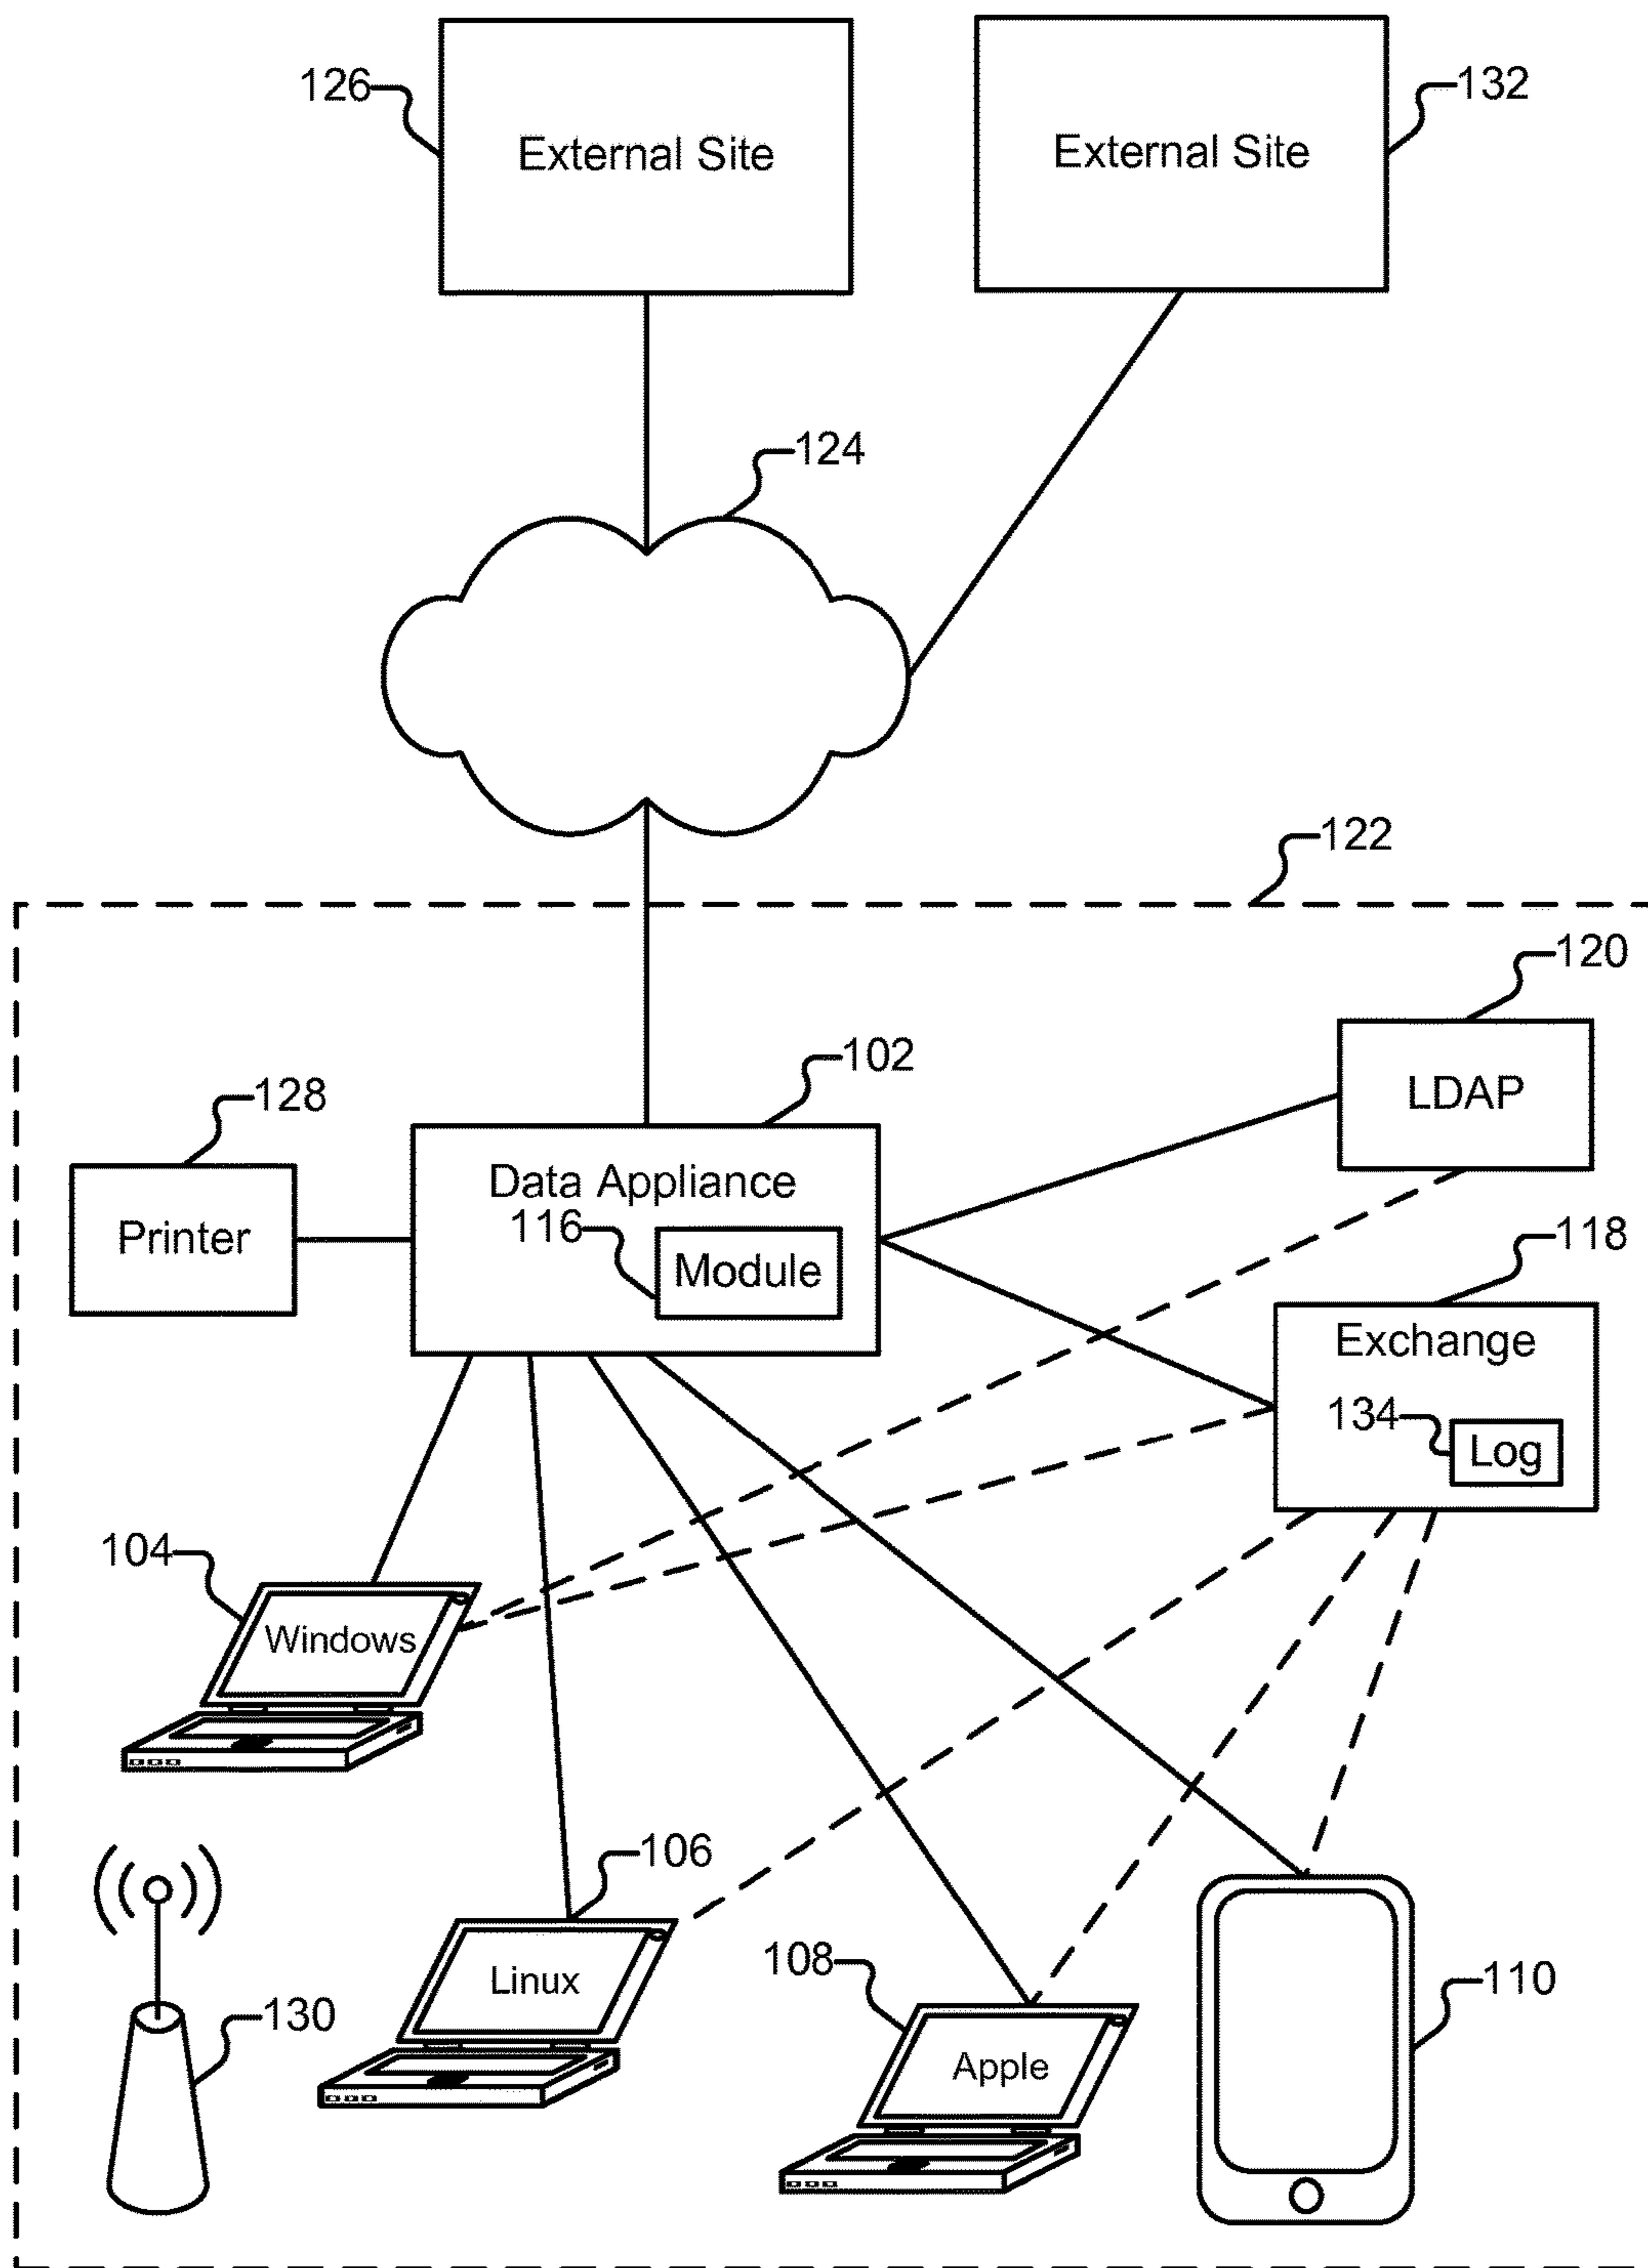 126
External Site
132
External Site
124
122
120
LDAP
102
128
Data Appliance
116
Module
Printer
118
Exchange
134
Log
104
Windows
106
Linux
108
Apple
110
130